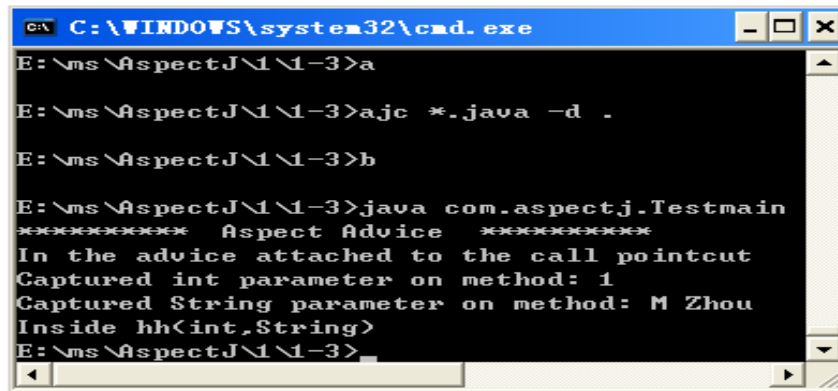 C:\WINDOWS\system32\cmd.exe
E:\ms\AspectJ\1\1-3>a
E:\ms\AspectJ\1\1-3>ajc *.java -d .
E:\ms\AspectJ\1\1-3>b
E:\ms\AspectJ\1\1-3>java com.aspectj.Testmain
********** Aspect Advice **********
In the advice attached to the call pointcut
Captured int parameter on method: 1
Captured String parameter on method: M Zhou
Inside hh(int,String)
E:\ms\AspectJ\1\1-3>_